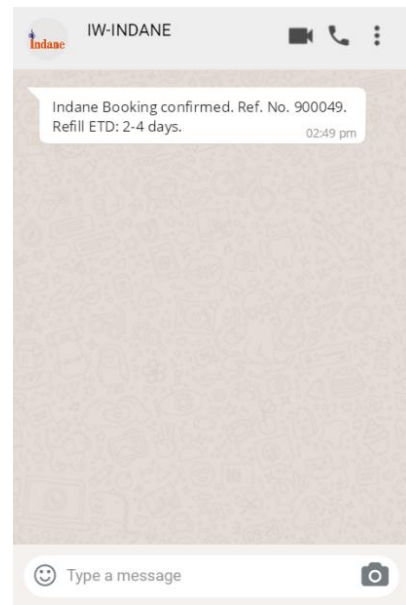 Indane
IW-INDANE
Indane Booking confirmed. Ref. No. 900049.
Refill ETD: 2-4 days.
02:49 pm
Type a message